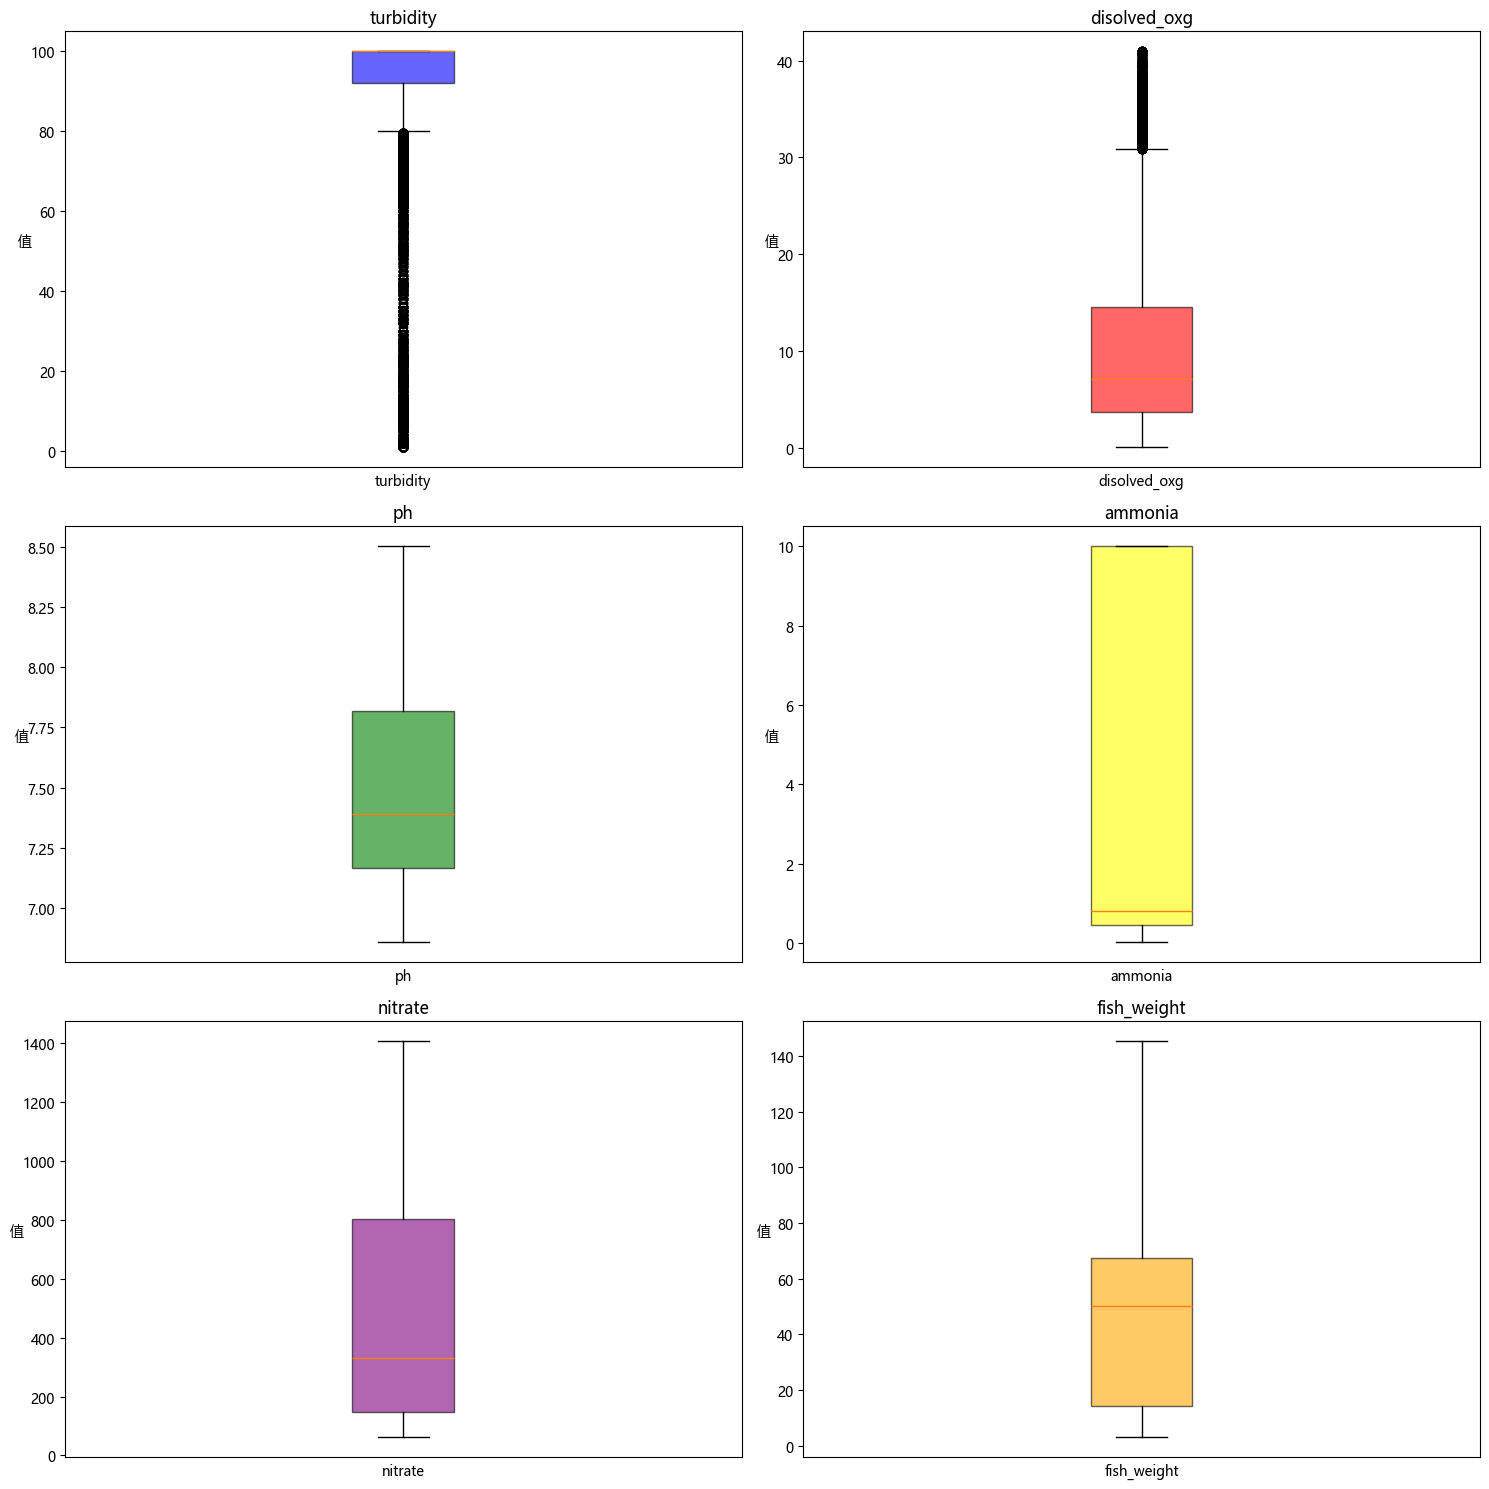 turbidity
100
80
60
40
20
0
值
turbidity
disolved_oxg
40
30
20
10
0
值
disolved_oxg
ph
8.50
8.25
8.00
7.75
7.50
7.25
7.00
值
ph
ammonia
10
8
6
4
2
0
值
ammonia
nitrate
1400
1200
1000
800
600
400
200
0
值
nitrate
fish_weight
140
120
100
80
60
40
20
0
值
fish_weight